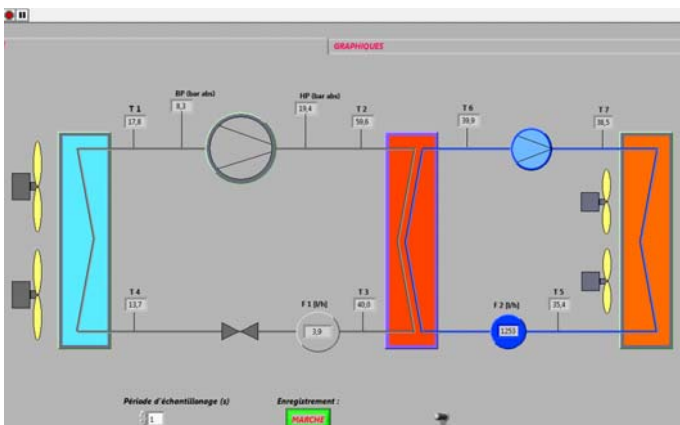 GRAPHIQUES
BP (bar abs)
8,3
HP (bar abs)
19,4
T 1
17,8
T 2
59,6
T 6
39,9
T 7
38,5
T 4
13,7
F 1 [l/h]
3,9
T 3
40,0
F 2 [l/h]
1253
T 5
35,4
Période d'échantillonage (s)
1
Enregistrement :
MARCHE